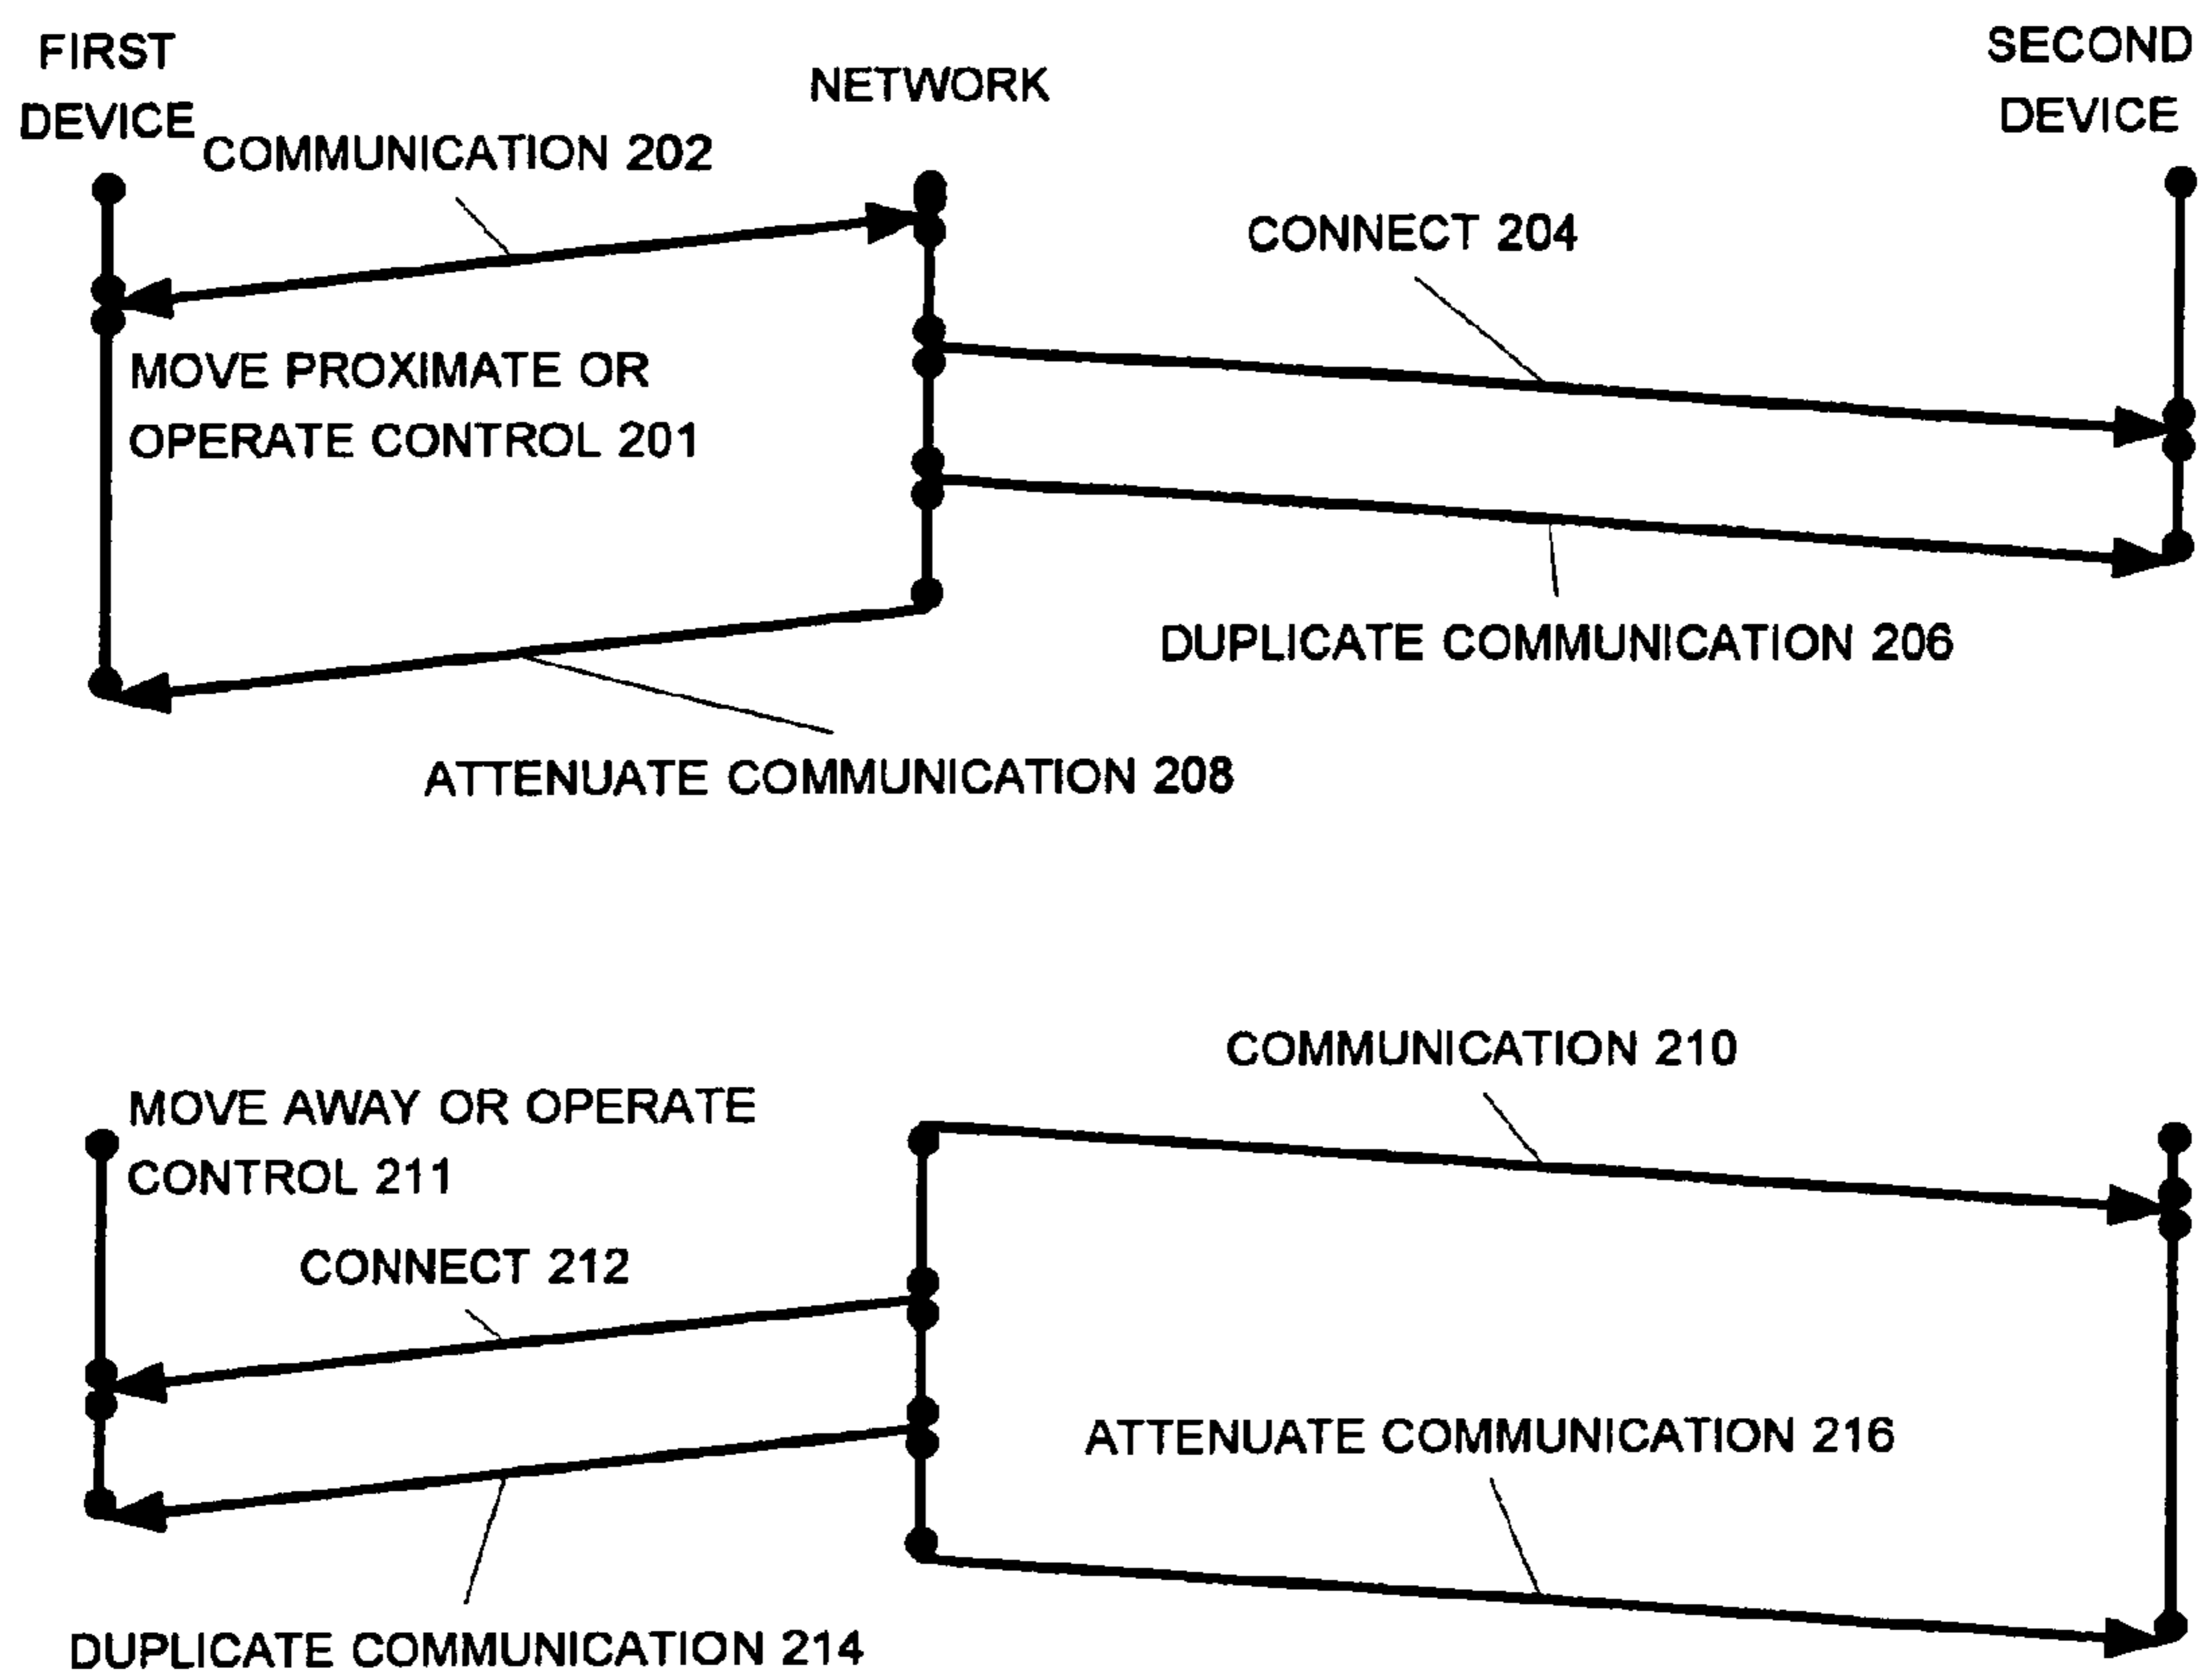 FIRST
DEVICE
NETWORK
SECOND
DEVICE
COMMUNICATION 202
CONNECT 204
MOVE PROXIMATE OR
OPERATE CONTROL 201
DUPLICATE COMMUNICATION 206
ATTENUATE COMMUNICATION 208
COMMUNICATION 210
MOVE AWAY OR OPERATE
CONTROL 211
CONNECT 212
ATTENUATE COMMUNICATION 216
DUPLICATE COMMUNICATION 214